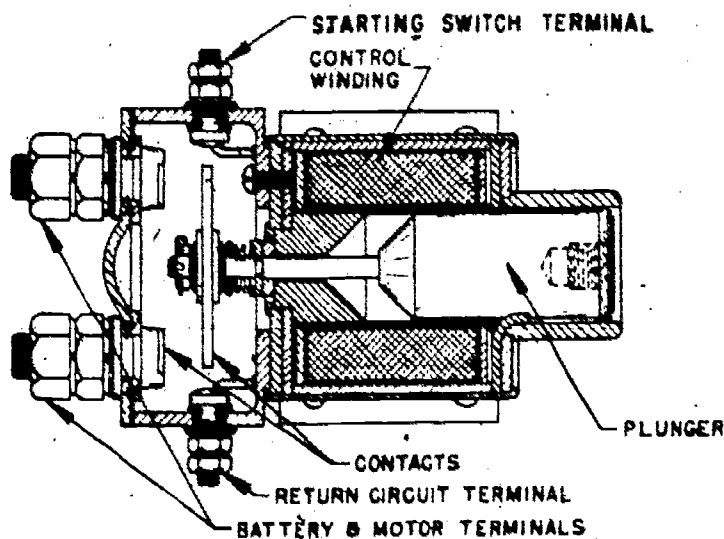 STARTING SWITCH TERMINAL
CONTROL
WINDING
PLUNGER
CONTACTS
RETURN CIRCUIT TERMINAL
BATTERY & MOTOR TERMINALS